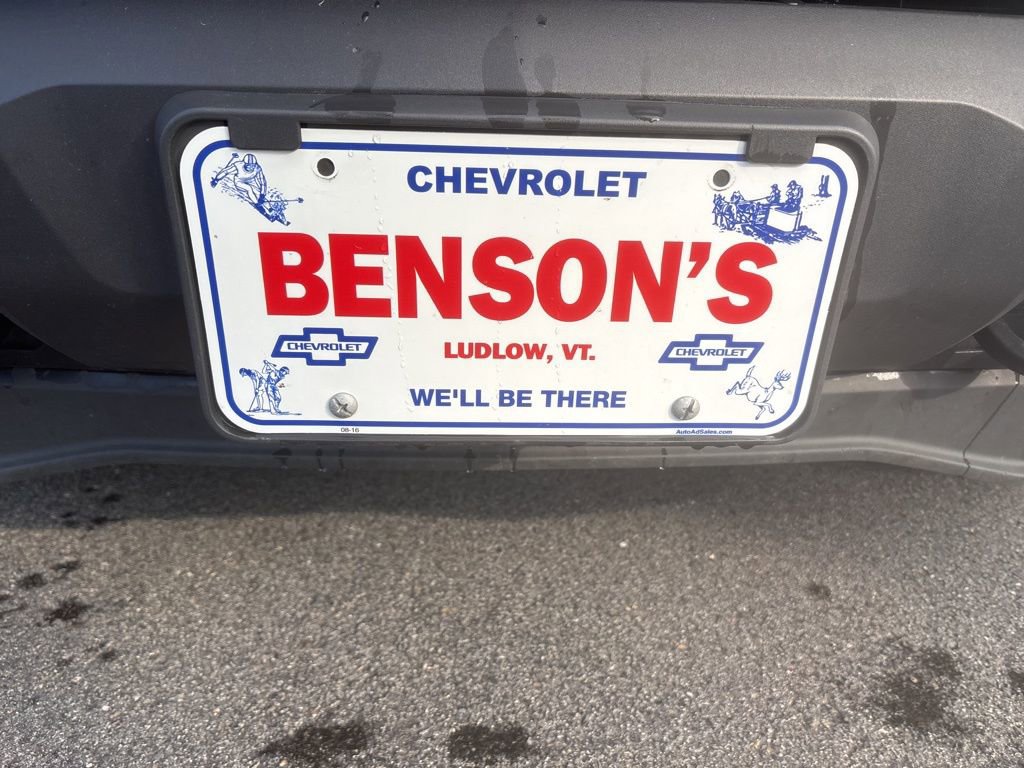 CHEVROLET
BENSON'S
CHEVROLET
LUDLOW, VT.
CHEVROLET
WE'LL BE THERE
08-16
AutoAdSales.com